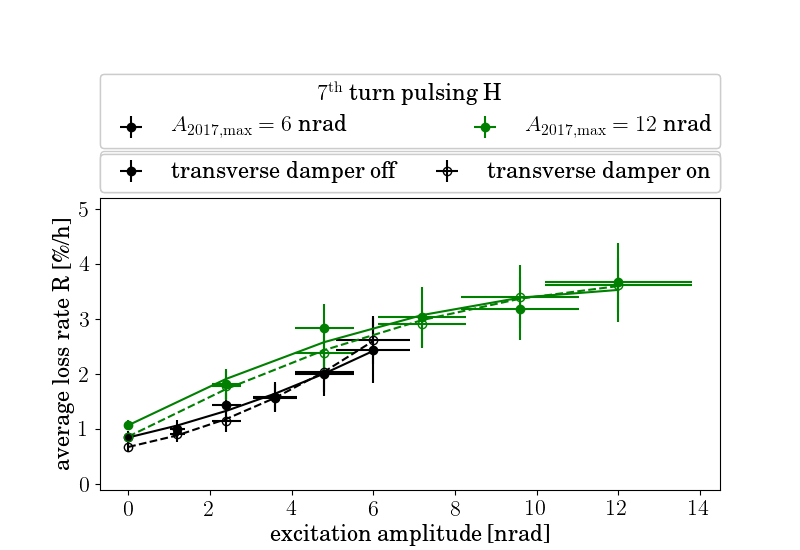 7th turn pulsing H
A2017,max = 6 nrad A2017,max = 12 nrad
transverse damper off transverse damper on
average loss rate R [%/h]
5
4
3
2
1
0
0 2 4 6 8 10 12 14
excitation amplitude [nrad]